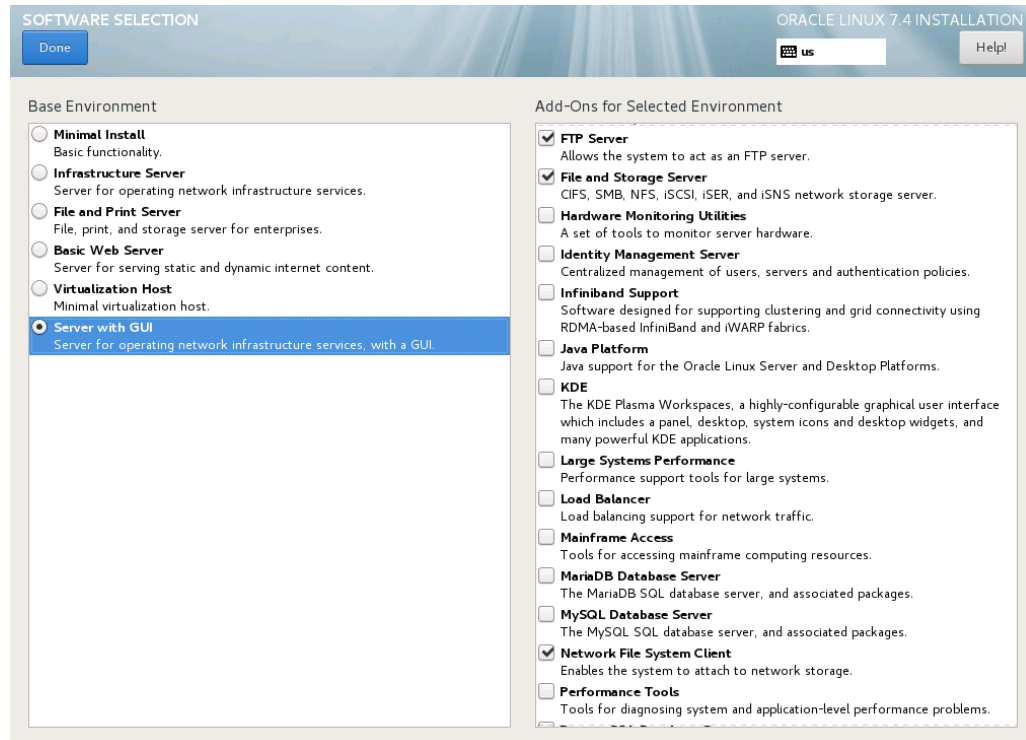 SOFTWARE SELECTION
ORACLE LINUX 7.4 INSTALLATION
Done
us
Help!
Base Environment
Minimal Install
Basic functionality.
Infrastructure Server
Server for operating network infrastructure services.
File and Print Server
File, print, and storage server for enterprises.
Basic Web Server
Server for serving static and dynamic internet content.
Virtualization Host
Minimal virtualization host.
Server with GUI
Server for operating network infrastructure services, with a GUI.
Add-Ons for Selected Environment
FTP Server
Allows the system to act as an FTP server.
File and Storage Server
CIFS, SMB, NFS, iSCSI, iSER, and iSNS network storage server.
Hardware Monitoring Utilities
A set of tools to monitor server hardware.
Identity Management Server
Centralized management of users, servers and authentication policies.
Infiniband Support
Software designed for supporting clustering and grid connectivity using
RDMA-based InfiniBand and iWARP fabrics.
Java Platform
Java support for the Oracle Linux Server and Desktop Platforms.
KDE
The KDE Plasma Workspaces, a highly-configurable graphical user interface
which includes a panel, desktop, system icons and desktop widgets, and
many powerful KDE applications.
Large Systems Performance
Performance support tools for large systems.
Load Balancer
Load balancing support for network traffic.
Mainframe Access
Tools for accessing mainframe computing resources.
MariaDB Database Server
The MariaDB SQL database server, and associated packages.
MySQL Database Server
The MySQL SQL database server, and associated packages.
Network File System Client
Enables the system to attach to network storage.
Performance Tools
Tools for diagnosing system and application-level performance problems.